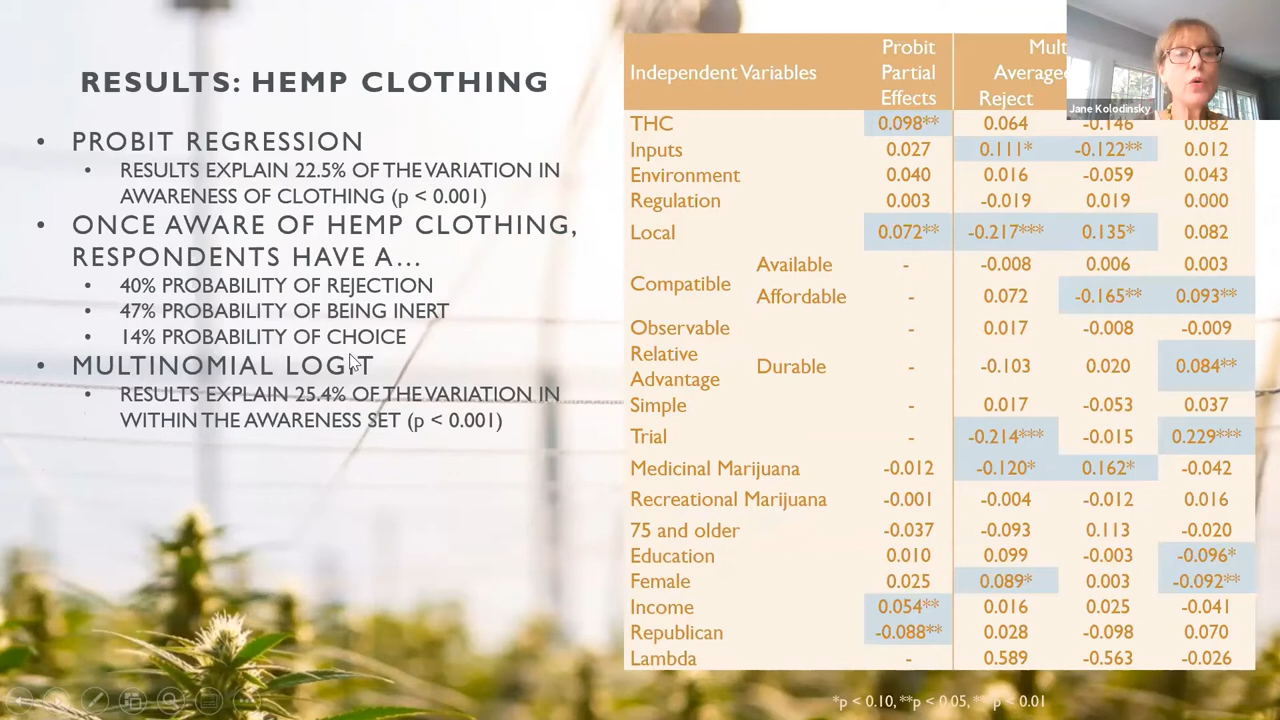 RESULTS: HEMP CLOTHING
• PROBIT REGRESSION
• RESULTS EXPLAIN 22.5% OF THE VARIATION IN
AWARENESS OF CLOTHING (p < 0.001)
• ONCE AWARE OF HEMP CLOTHING,
RESPONDENTS HAVE A...
• 40% PROBABILITY OF REJECTION
• 47% PROBABILITY OF BEING INERT
• 14% PROBABILITY OF CHOICE
• MULTINOMIAL LOGIT
• RESULTS EXPLAIN 25.4% OF THE VARIATION IN
WITHIN THE AWARENESS SET (p < 0.001)
Independent Variables
Probit
Partial
Effects
Mult
Averaged
Reject
Jane Kolodinsky
THC 0.098** 0.064 -0.146 0.082
Inputs 0.027 0.111* -0.122** 0.012
Environment 0.040 0.016 -0.059 0.043
Regulation 0.003 -0.019 0.019 0.000
Local 0.072** -0.217*** 0.135* 0.082
Compatible
Available - -0.008 0.006 0.003
Affordable - 0.072 -0.165** 0.093**
Observable - 0.017 -0.008 -0.009
Relative
Advantage
Durable - -0.103 0.020 0.084**
Simple - 0.017 -0.053 0.037
Trial - -0.214*** -0.015 0.229***
Medicinal Marijuana -0.012 -0.120* 0.162* -0.042
Recreational Marijuana -0.001 -0.004 -0.012 0.016
75 and older -0.037 -0.093 0.113 -0.020
Education 0.010 0.099 -0.003 -0.096*
Female 0.025 0.089* 0.003 -0.092**
Income 0.054** 0.016 0.025 -0.041
Republican -0.088** 0.028 -0.098 0.070
Lambda - 0.589 -0.563 -0.026
*p < 0.10, **p < 0.05, ***p < 0.01